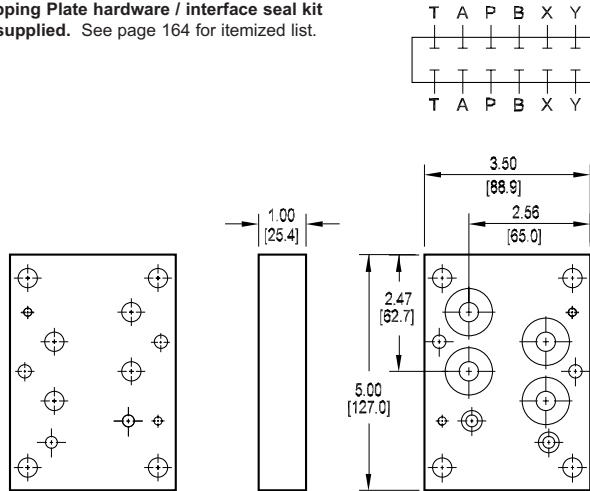 pping Plate hardware / interface seal kit
supplied. See page 164 for itemized list.
T A P B X Y
T A P B X Y
3.50
[88.9]
2.56
[65.0]
1.00
[25.4]
2.47
[62.7]
5.00
[127.0]